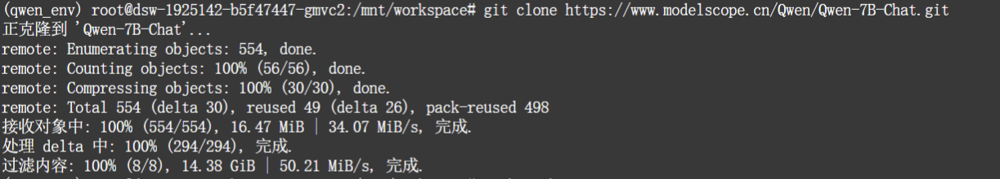 (qwen_env) root@dsw-1925142-b5f47447-gmvc2:/mnt/workspace# git clone https://www.modelscope.cn/Qwen/Qwen-7B-Chat.git
正克隆到 'Qwen-7B-Chat'...
remote: Enumerating objects: 554, done.
remote: Counting objects: 100% (56/56), done.
remote: Compressing objects: 100% (30/30), done.
remote: Total 554 (delta 30), reused 49 (delta 26), pack-reused 498
接收对象中: 100% (554/554), 16.47 MiB | 34.07 MiB/s, 完成.
处理 delta 中: 100% (294/294), 完成.
过滤内容: 100% (8/8), 14.38 GiB | 50.21 MiB/s, 完成.